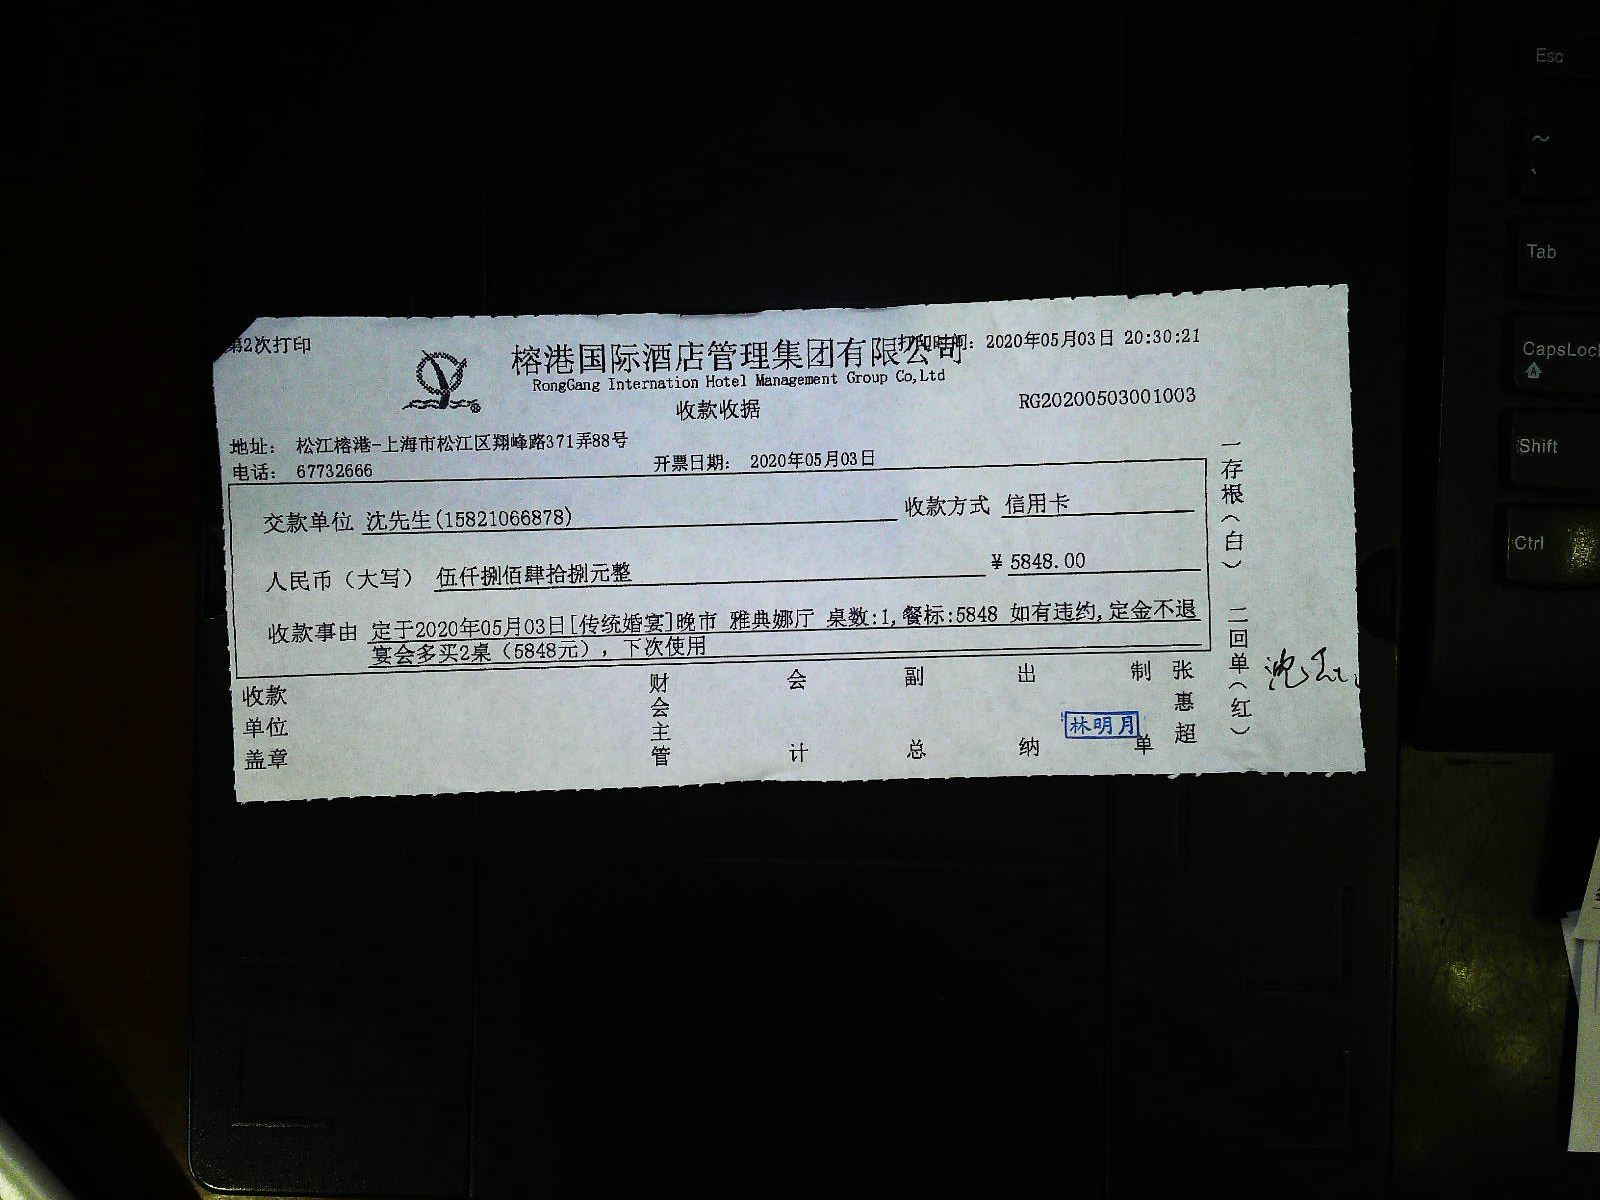 第2次打印
榕港国际酒店管理集团有限公司
打印时间: 2020年05月03日 20:30:21
RongGang Internation Hotel Management Group Co,Ltd
收款收据
RG20200503001003
地址: 松江榕港-上海市松江区翔峰路371弄88号
电话: 67732666
开票日期: 2020年05月03日
交款单位 沈先生(15821066878)
收款方式 信用卡
人民币(大写) 伍仟捌佰肆拾捌元整
¥ 5848.00
收款事由 定于2020年05月03日[传统婚宴]晚市 雅典娜厅 桌数:1,餐标:5848 如有违约,定金不退
宴会多买2桌(5848元),下次使用
收款单位盖章
财会主管
会计
副总
出纳
林明月
制单
张惠超
一存根(白) 二回单(红)
Esc
~
Tab
CapsLoc
Shift
Ctrl